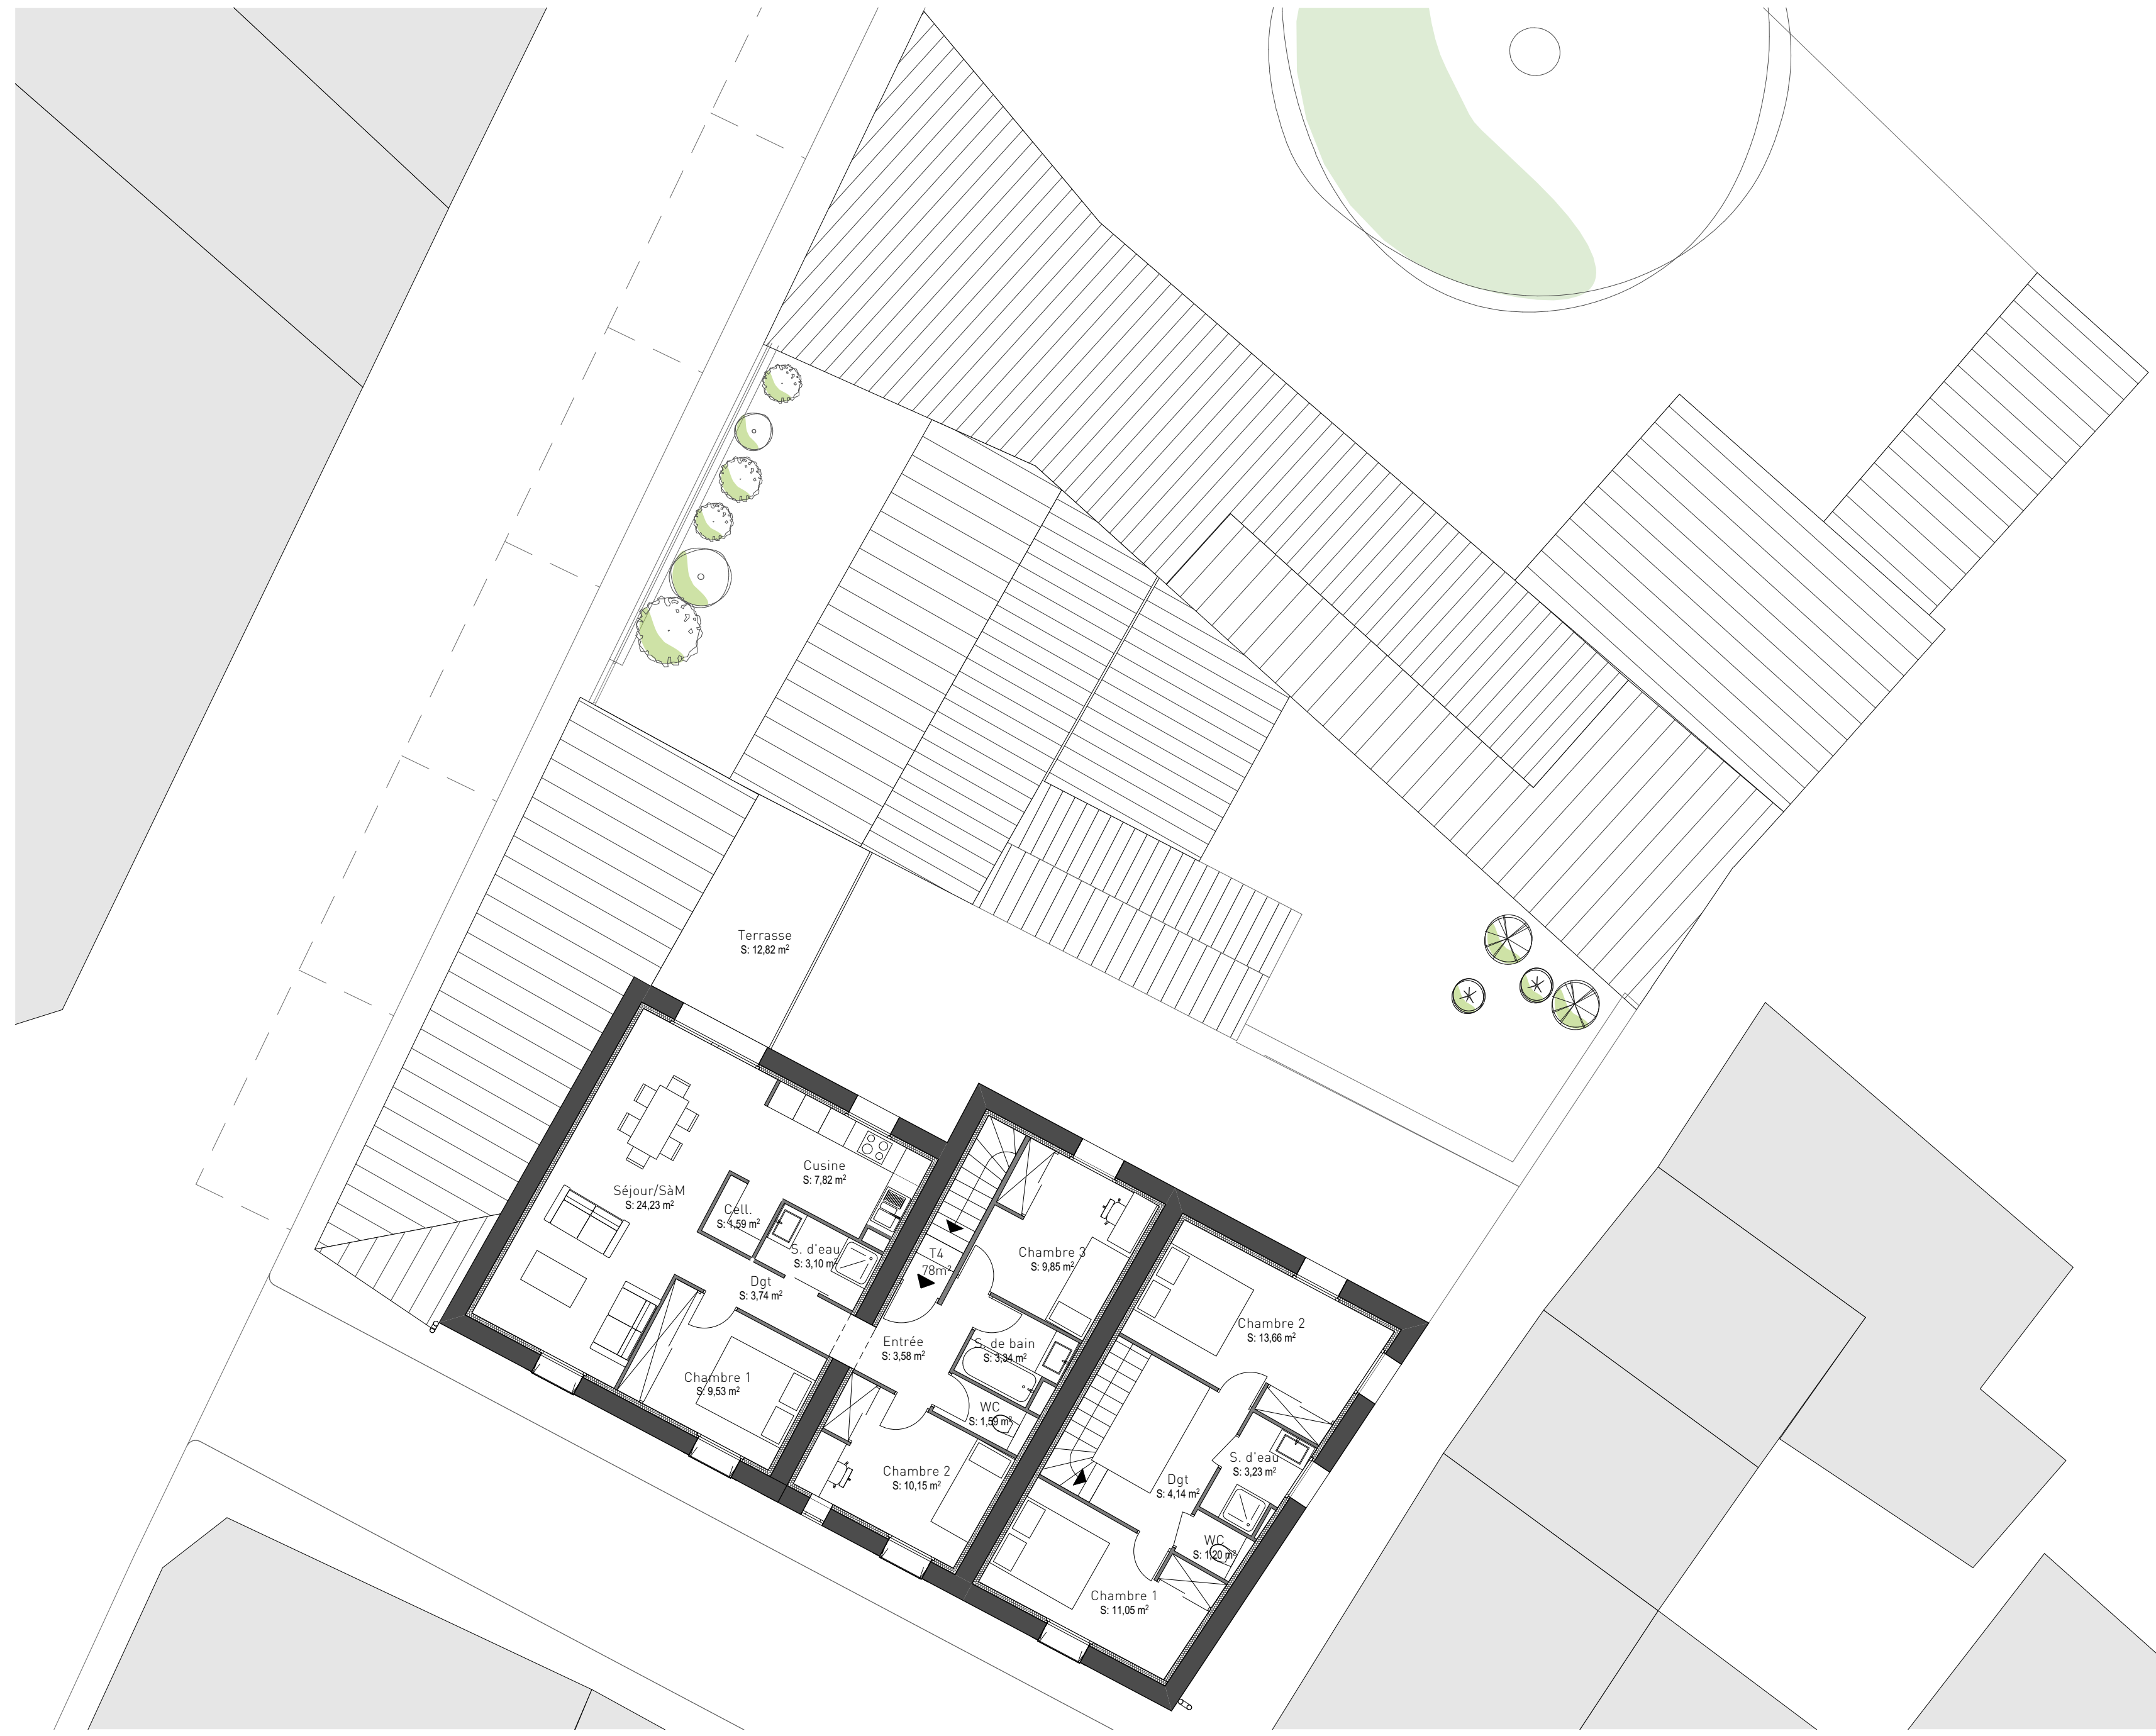 Terrasse
S: 12,82 m²
Cusine
S: 7,82 m²
Séjour/SàM
S: 24,23 m²
Cell.
S: 1,59 m²
S. d'eau
S: 3,10 m²
Dgt
S: 3,74 m²
T4
78m²
Chambre 3
S: 9,85 m²
Entrée
S: 3,58 m²
S. de bain
S: 3,34 m²
Chambre 1
S: 9,53 m²
WC
S: 1,59 m²
Chambre 2
S: 10,15 m²
Chambre 2
S: 13,66 m²
S. d'eau
S: 3,23 m²
Dgt
S: 4,14 m²
WC
S: 1,20 m²
Chambre 1
S: 11,05 m²